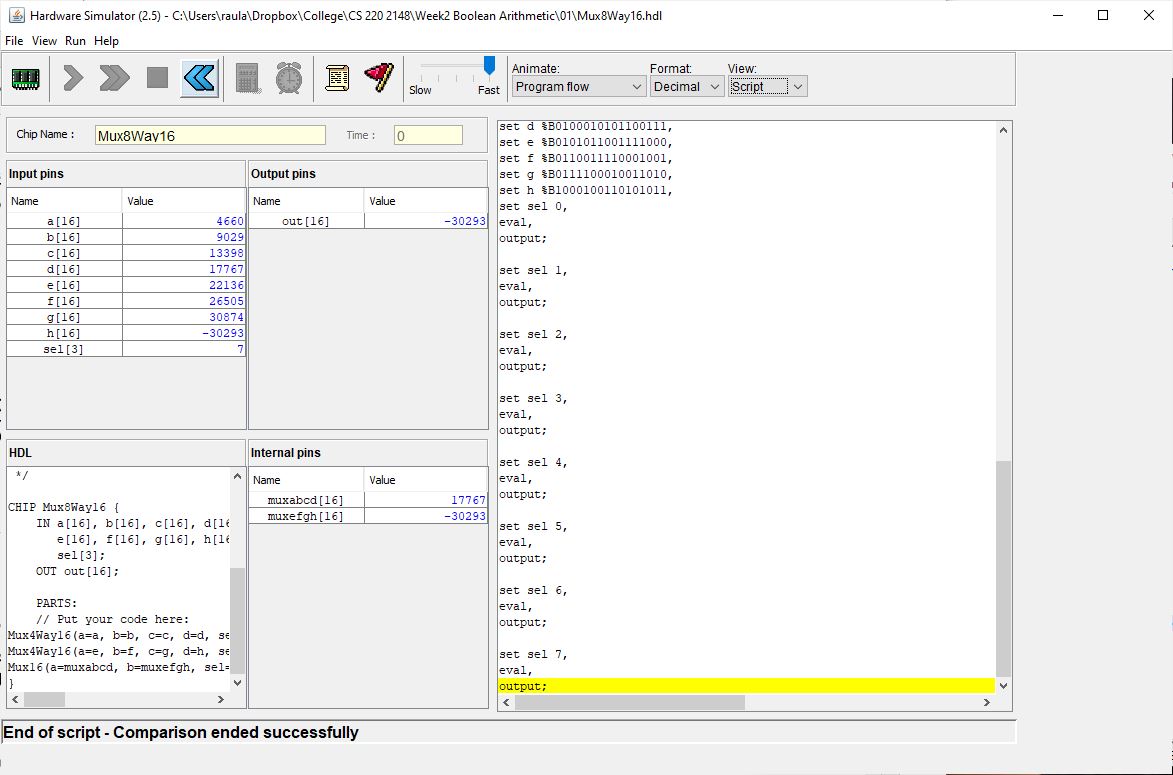 Hardware Simulator (2.5) - C:\Users\raula\Dropbox\College\CS 220 2148\Week2 Boolean Arithmetic\01\Mux8Way16.hdl
File View Run Help
Slow Fast
Animate: Format: View:
Program flow Decimal Script
Chip Name : Mux8Way16 Time : 0
Input pins
Name Value
a[16] 4660
b[16] 9029
c[16] 13398
d[16] 17767
e[16] 22136
f[16] 26505
g[16] 30874
h[16] -30293
sel[3] 7
Output pins
Name Value
out[16] -30293
HDL
*/
CHIP Mux8Way16 {
IN a[16], b[16], c[16], d[16
e[16], f[16], g[16], h[16
sel[3];
OUT out[16];
PARTS:
// Put your code here:
Mux4Way16(a=a, b=b, c=c, d=d, se
Mux4Way16(a=e, b=f, c=g, d=h, se
Mux16(a=muxabcd, b=muxefgh, sel=
}
Internal pins
Name Value
muxabcd[16] 17767
muxefgh[16] -30293
set d %B0100010101100111,
set e %B0101011001111000,
set f %B0110011110001001,
set g %B0111100010011010,
set h %B1000100110101011,
set sel 0,
eval,
output;
set sel 1,
eval,
output;
set sel 2,
eval,
output;
set sel 3,
eval,
output;
set sel 4,
eval,
output;
set sel 5,
eval,
output;
set sel 6,
eval,
output;
set sel 7,
eval,
output;
End of script - Comparison ended successfully